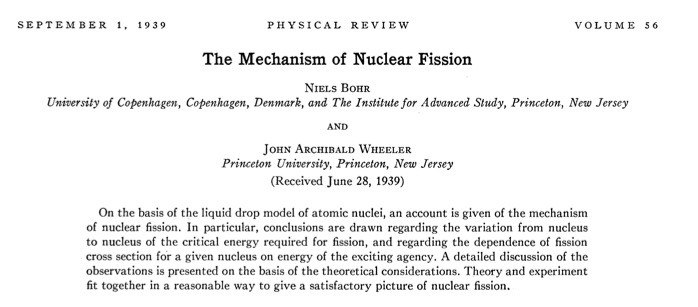 SEPTEMBER 1, 1939 PHYSICAL REVIEW VOLUME 56
The Mechanism of Nuclear Fission
NIELS BOHR
University of Copenhagen, Copenhagen, Denmark, and The Institute for Advanced Study, Princeton, New Jersey
AND
JOHN ARCHIBALD WHEELER
Princeton University, Princeton, New Jersey
(Received June 28, 1939)
On the basis of the liquid drop model of atomic nuclei, an account is given of the mechanism
of nuclear fission. In particular, conclusions are drawn regarding the variation from nucleus
to nucleus of the critical energy required for fission, and regarding the dependence of fission
cross section for a given nucleus on energy of the exciting agency. A detailed discussion of the
observations is presented on the basis of the theoretical considerations. Theory and experiment
fit together in a reasonable way to give a satisfactory picture of nuclear fission.